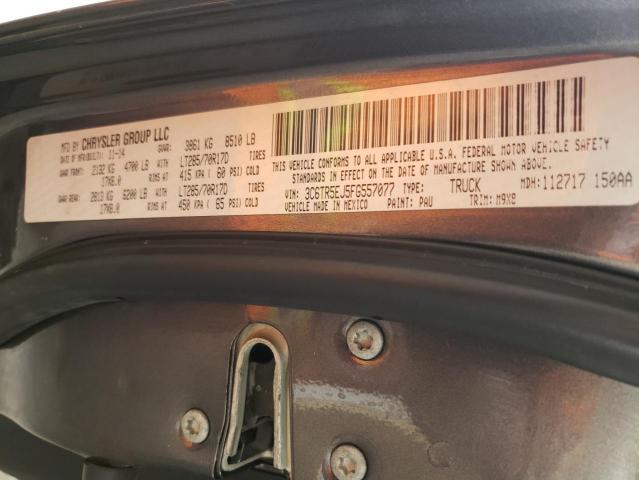 MFD BY CHRYSLER GROUP LLC
DATE OF MFR/BUILT: 11-14 GVWR: 3861 KG 8510 LB
GAWR FRONT: 2132 KG 4700 LB WITH LT285/70R17D TIRES
17X8.0 RIMS AT 415 KPA ( 60 PSI) COLD
GAWR REAR: 2813 KG 6200 LB WITH LT285/70R17D TIRES
17X8.0 RIMS AT 450 KPA ( 65 PSI) COLD
THIS VEHICLE CONFORMS TO ALL APPLICABLE U.S.A. FEDERAL MOTOR VEHICLE SAFETY
STANDARDS IN EFFECT ON THE DATE OF MANUFACTURE SHOWN ABOVE.
VIN: 3C6TR5EJ5FG557077 TYPE: TRUCK MDH: 112717 150AA
VEHICLE MADE IN MEXICO PAINT: PAU TRIM: M9X8